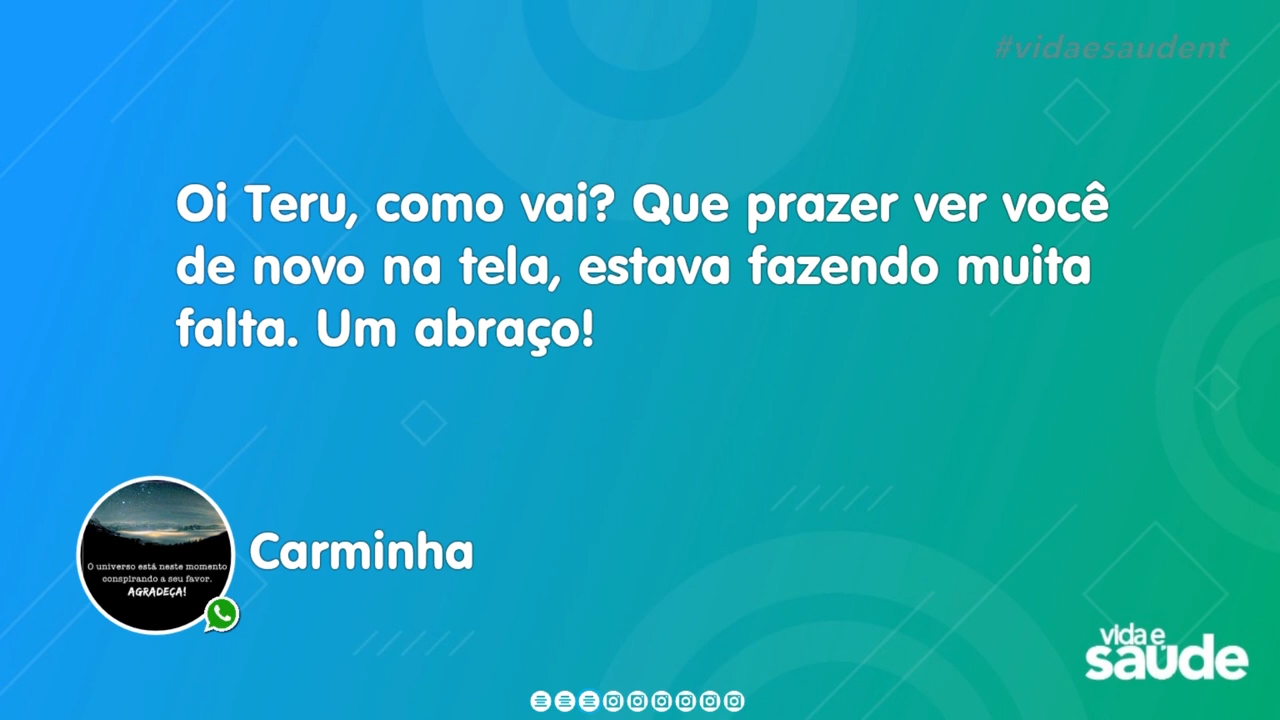 #vidaesaudent
Oi Teru, como vai? Que prazer ver você
de novo na tela, estava fazendo muita
falta. Um abraço!
O universo está neste momento
conspirando a seu favor.
AGRADEÇA!
Carminha
vida e
saúde